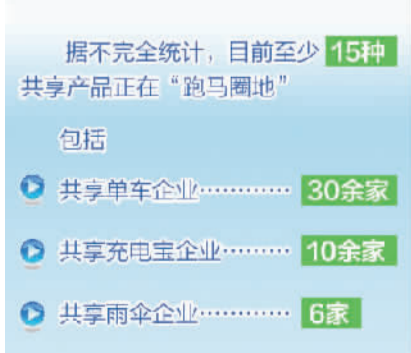 据不完全统计，目前至少 15种
共享产品正在“跑马圈地”
包括
共享单车企业………… 30余家
共享充电宝企业……… 10余家
共享雨伞企业………… 6家